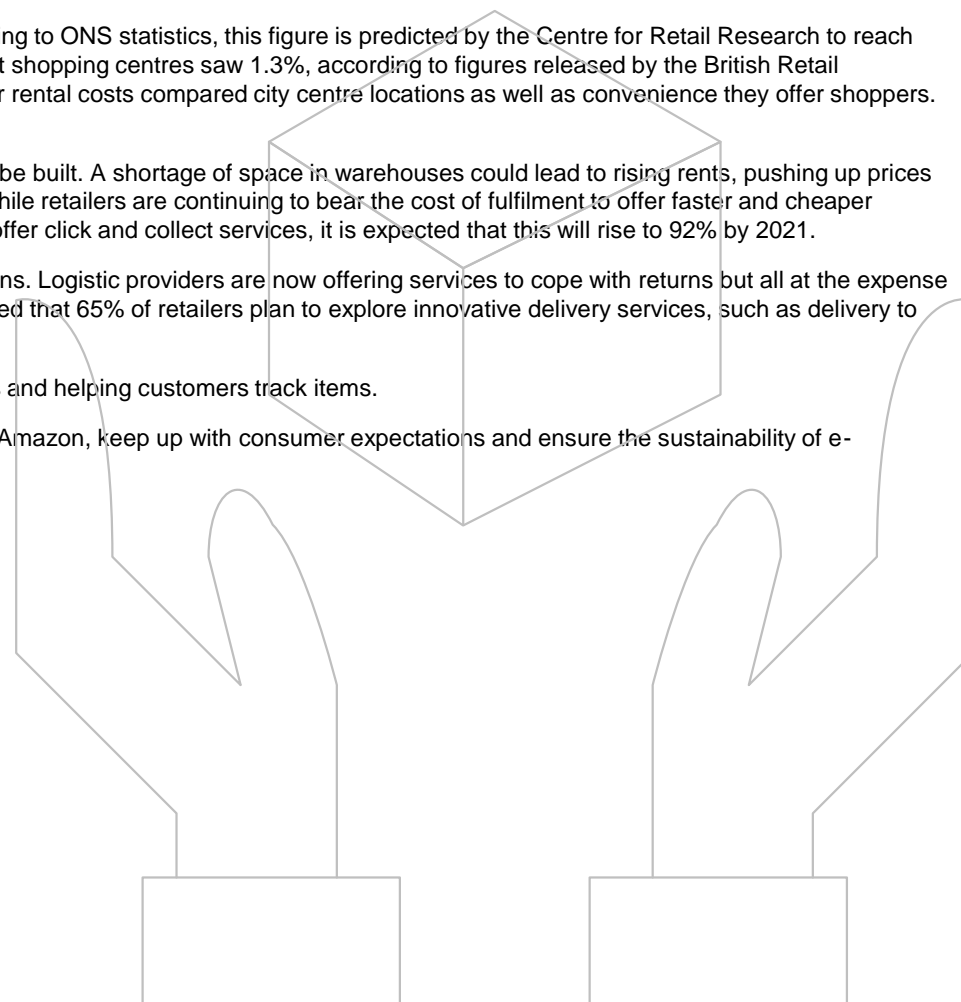 ng to ONS statistics, this figure is predicted by the Centre for Retail Research to reach
t shopping centres saw 1.3%, according to figures released by the British Retail
r rental costs compared city centre locations as well as convenience they offer shoppers.
be built. A shortage of space in warehouses could lead to rising rents, pushing up prices
hile retailers are continuing to bear the cost of fulfilment to offer faster and cheaper
offer click and collect services, it is expected that this will rise to 92% by 2021.
ns. Logistic providers are now offering services to cope with returns but all at the expense
ed that 65% of retailers plan to explore innovative delivery services, such as delivery to
and helping customers track items.
Amazon, keep up with consumer expectations and ensure the sustainability of e-